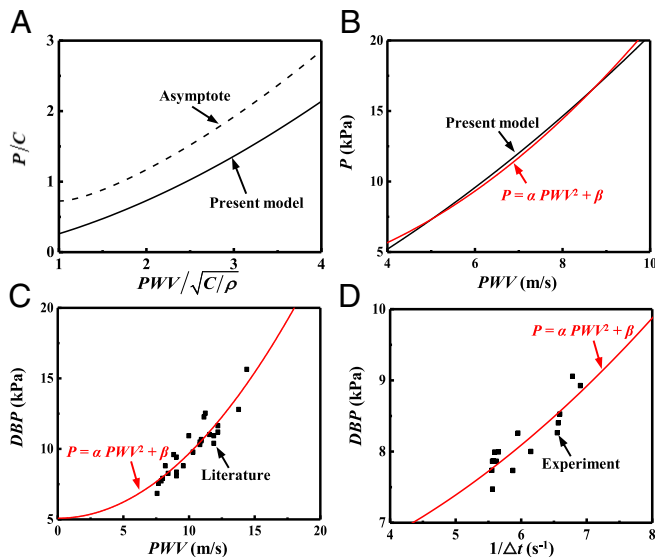 A
3
2
1
0
P/C
Asymptote
Present model
1
2
3
4
PWV/√C/ρ
B
20
15
10
5
P (kPa)
Present model
P = α PWV² + β
4
6
8
10
PWV (m/s)
C
20
15
10
5
DBP (kPa)
P = α PWV² + β
Literature
0
5
10
15
20
PWV (m/s)
D
10
9
8
7
DBP (kPa)
P = α PWV² + β
Experiment
5
6
7
8
1/Δt (s⁻¹)